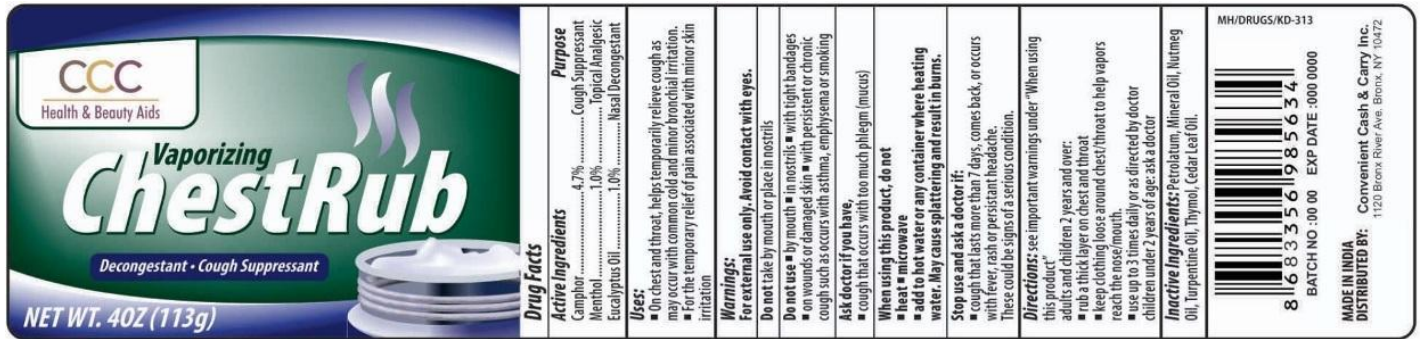 CCC
Health & Beauty Aids
Vaporizing
ChestRub
Decongestant • Cough Suppressant
NET WT. 4OZ (113g)
Drug Facts
Active Ingredients Purpose
Camphor ................ 4.7% ............ Cough Suppressant
Menthol ................ 1.0% ............ Topical Analgesic
Eucalyptus Oil ............ 1.0% ............ Nasal Decongestant
Uses:
▪ On chest and throat, helps temporarily relieve cough as
may occur with common cold and minor bronchial irritation.
▪ For the temporary relief of pain associated with minor skin
irritation
Warnings:
For external use only. Avoid contact with eyes.
Do not take by mouth or place in nostrils
Do not use ▪ by mouth ▪ in nostrils ▪ with tight bandages
▪ on wounds or damaged skin ▪ with persistent or chronic
cough such as occurs with asthma, emphysema or smoking
Ask doctor if you have,
▪ cough that occurs with too much phlegm (mucus)
When using this product, do not
▪ heat ▪ microwave
▪ add to hot water or any container where heating
water. May cause splattering and result in burns.
Stop use and ask a doctor if:
▪ cough that lasts more than 7 days, comes back, or occurs
with fever, rash or persistant headache.
These could be signs of a serious condition.
Directions: see important warnings under "When using
this product"
adults and children 2 years and over:
▪ rub a thick layer on chest and throat
▪ keep clothing loose around chest/throat to help vapors
reach the nose/mouth.
▪ use up to 3 times daily or as directed by doctor
children under 2 years of age: ask a doctor
Inactive Ingredients: Petrolatum, Mineral Oil, Nutmeg
Oil, Turpentine Oil, Thymol, Cedar Leaf Oil.
MH/DRUGS/KD-313
8 68335619856 34
BATCH NO :00 00 EXP DATE :000 0000
MADE IN INDIA
DISTRIBUTED BY: Convenient Cash & Carry Inc.
1120 Bronx River Ave. Bronx, NY 10472